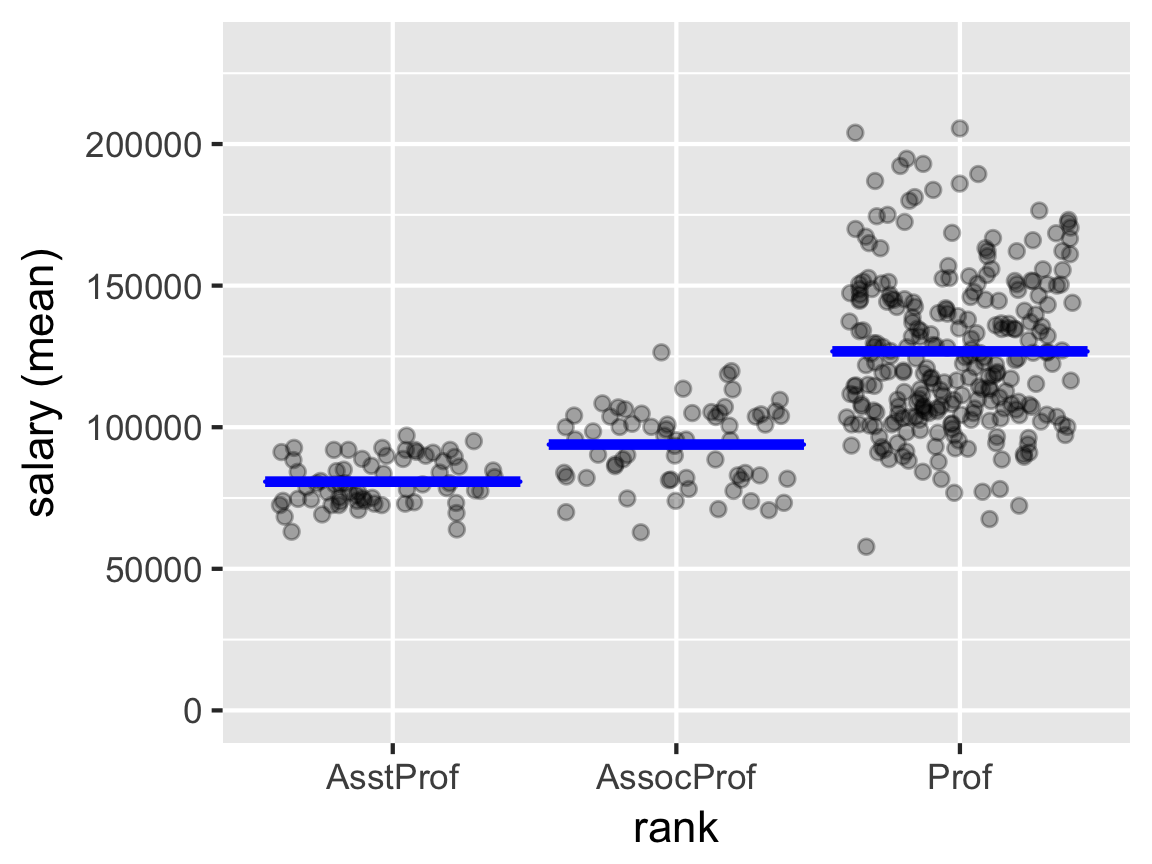 salary (mean)
200000
150000
100000
50000
0
AsstProf
AssocProf
Prof
rank